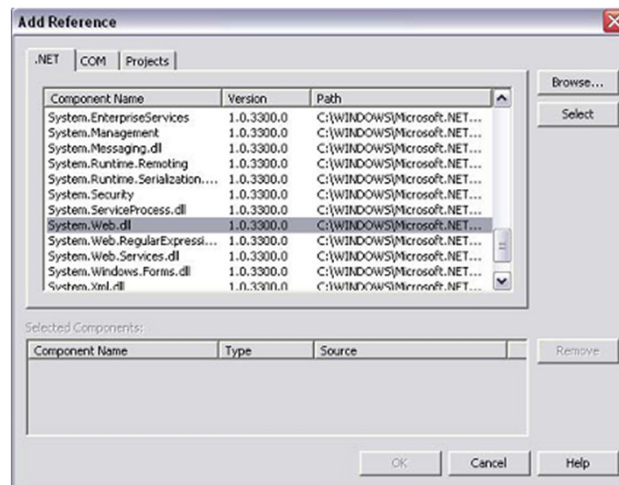 Add Reference
.NET COM Projects
Browse...
Component Name Version Path
Select
System.EnterpriseServices 1.0.3300.0 C:\WINDOWS\Microsoft.NET...
System.Management 1.0.3300.0 C:\WINDOWS\Microsoft.NET...
System.Messaging.dll 1.0.3300.0 C:\WINDOWS\Microsoft.NET...
System.Runtime.Remoting 1.0.3300.0 C:\WINDOWS\Microsoft.NET...
System.Runtime.Serialization.... 1.0.3300.0 C:\WINDOWS\Microsoft.NET...
System.Security 1.0.3300.0 C:\WINDOWS\Microsoft.NET...
System.ServiceProcess.dll 1.0.3300.0 C:\WINDOWS\Microsoft.NET...
System.Web.dll 1.0.3300.0 C:\WINDOWS\Microsoft.NET...
System.Web.RegularExpressi... 1.0.3300.0 C:\WINDOWS\Microsoft.NET...
System.Web.Services.dll 1.0.3300.0 C:\WINDOWS\Microsoft.NET...
System.Windows.Forms.dll 1.0.3300.0 C:\WINDOWS\Microsoft.NET...
System.Xml.dll 1.0.3300.0 C:\WINDOWS\Microsoft.NET...
Selected Components:
Component Name Type Source
Remove
OK Cancel Help